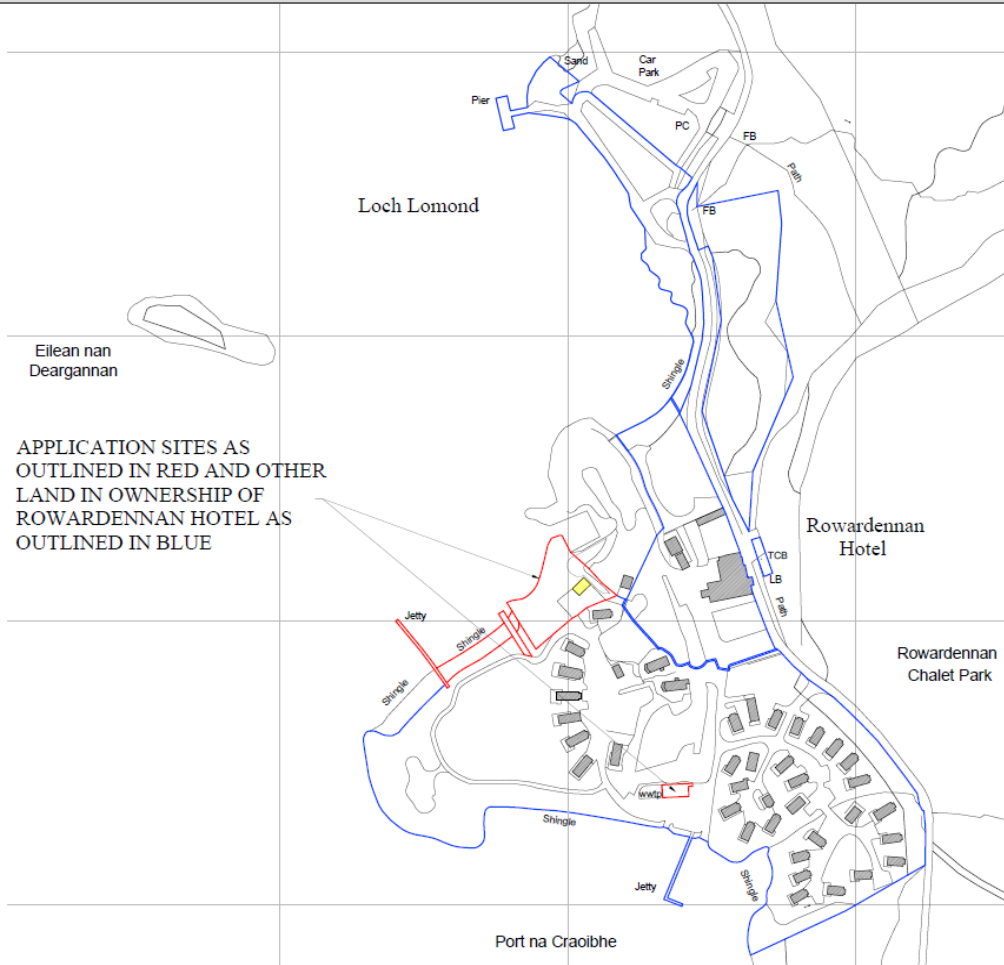 Sand
Car
Park
Pier
PC
FB
Path
Loch Lomond
FB
Eilean nan
Deargannan
Shingle
APPLICATION SITES AS
OUTLINED IN RED AND OTHER
LAND IN OWNERSHIP OF
ROWARDENNAN HOTEL AS
OUTLINED IN BLUE
Rowardennan
Hotel
TCB
LB
Path
Jetty
Shingle
Rowardennan
Chalet Park
Shingle
wwtp
Shingle
Jetty
Shingle
Port na Craoibhe